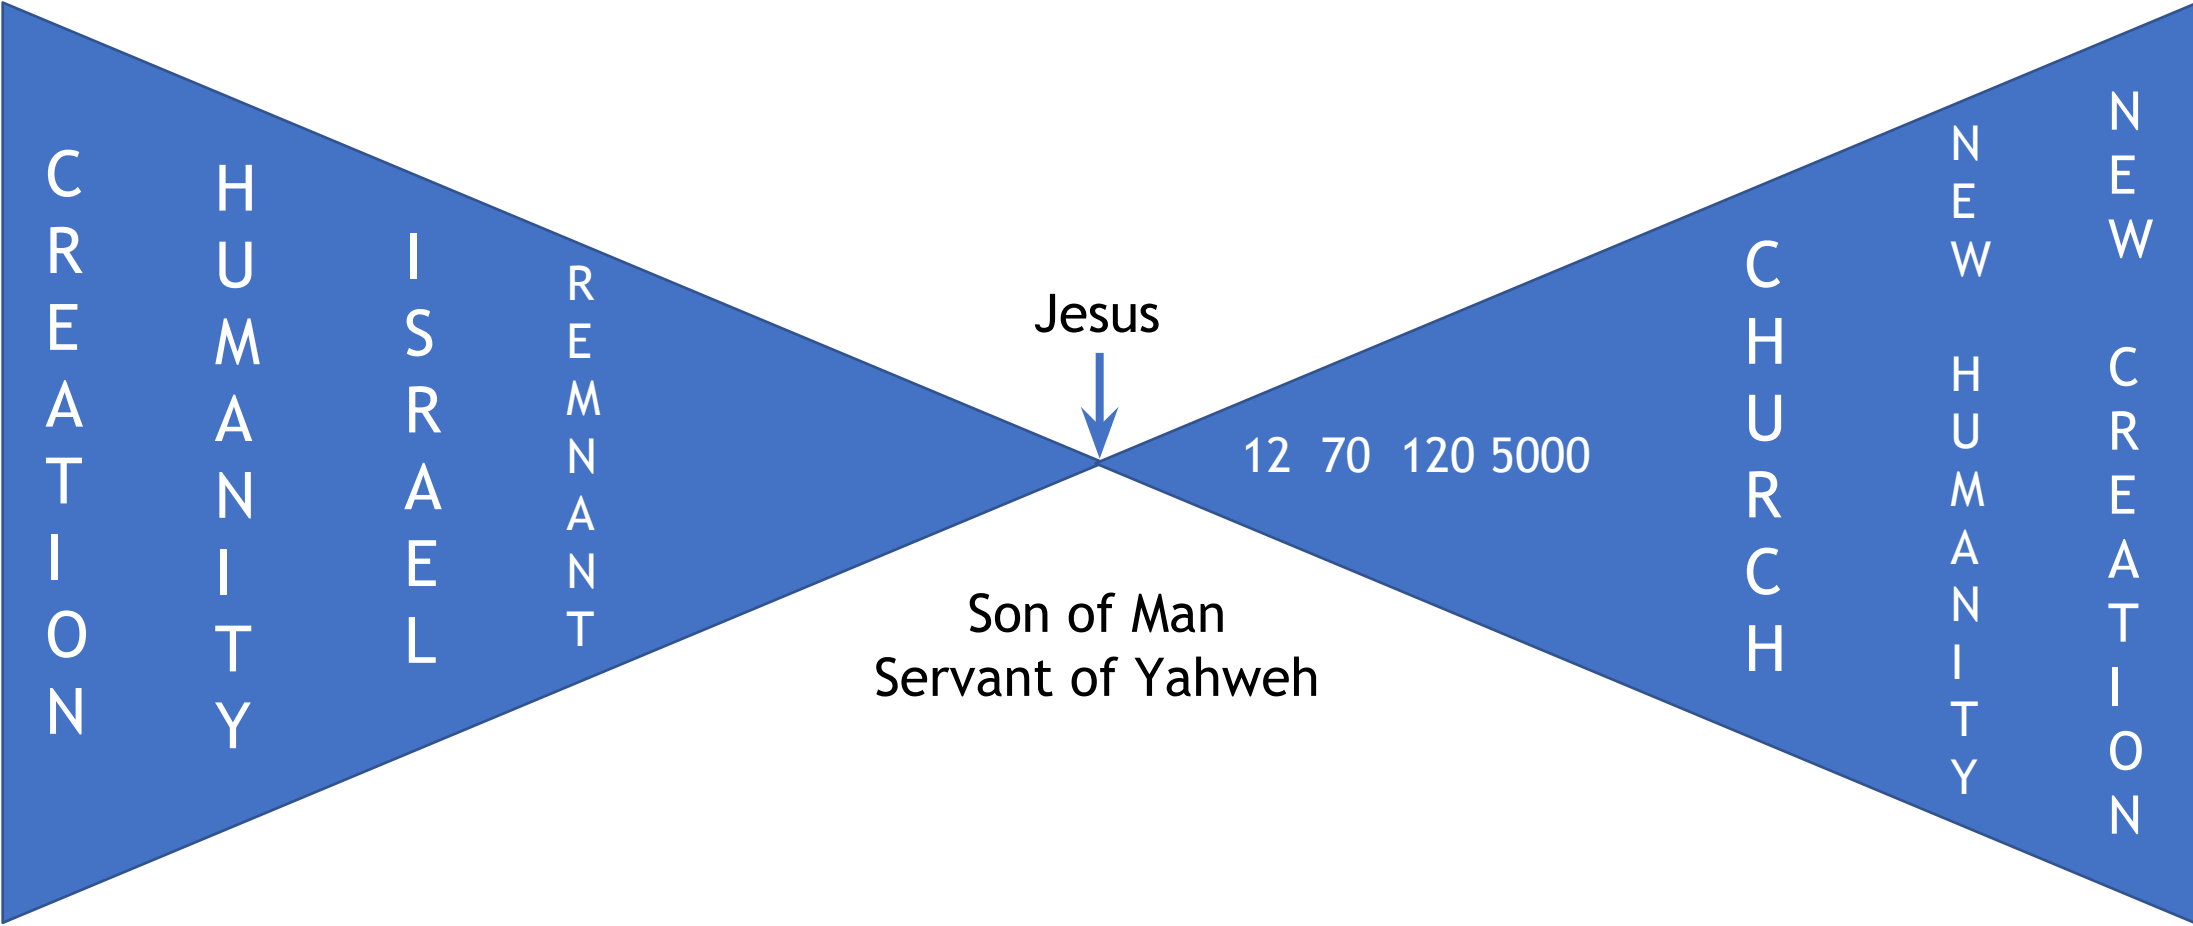 CREATION
HUMANITY
ISRAEL
REMNANT
Jesus
Son of Man
Servant of Yahweh
12 70 120 5000
CHURCH
NEW HUMANITY
NEW CREATION